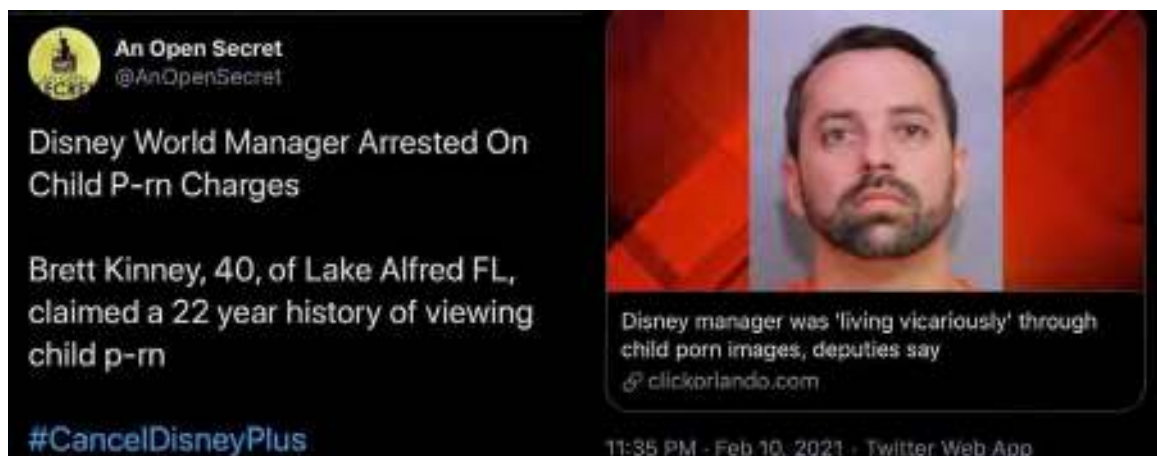 An Open Secret
@AnOpenSecret
Disney World Manager Arrested On
Child P-rn Charges
Brett Kinney, 40, of Lake Alfred FL,
claimed a 22 year history of viewing
child p-rn
#CancelDisneyPlus
Disney manager was 'living vicariously' through
child porn images, deputies say
clickorlando.com
11:35 PM · Feb 10, 2021 · Twitter Web App